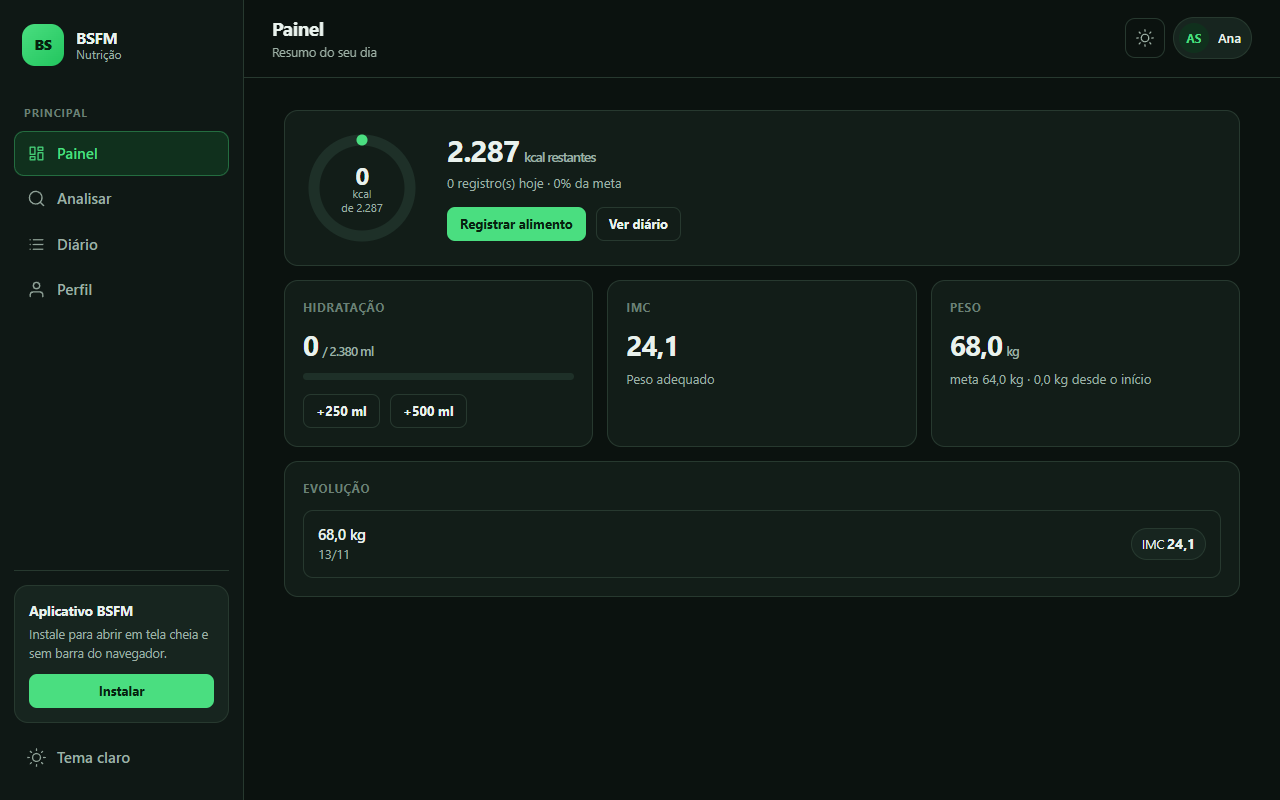 BS
BSFM
Nutrição
PRINCIPAL
Painel
Analisar
Diário
Perfil
Aplicativo BSFM
Instale para abrir em tela cheia e
sem barra do navegador.
Instalar
Tema claro
Painel
Resumo do seu dia
AS Ana
0
kcal
de 2.287
2.287 kcal restantes
0 registro(s) hoje · 0% da meta
Registrar alimento Ver diário
HIDRATAÇÃO
0 / 2.380 ml
+250 ml +500 ml
IMC
24,1
Peso adequado
PESO
68,0 kg
meta 64,0 kg · 0,0 kg desde o início
EVOLUÇÃO
68,0 kg
13/11
IMC 24,1